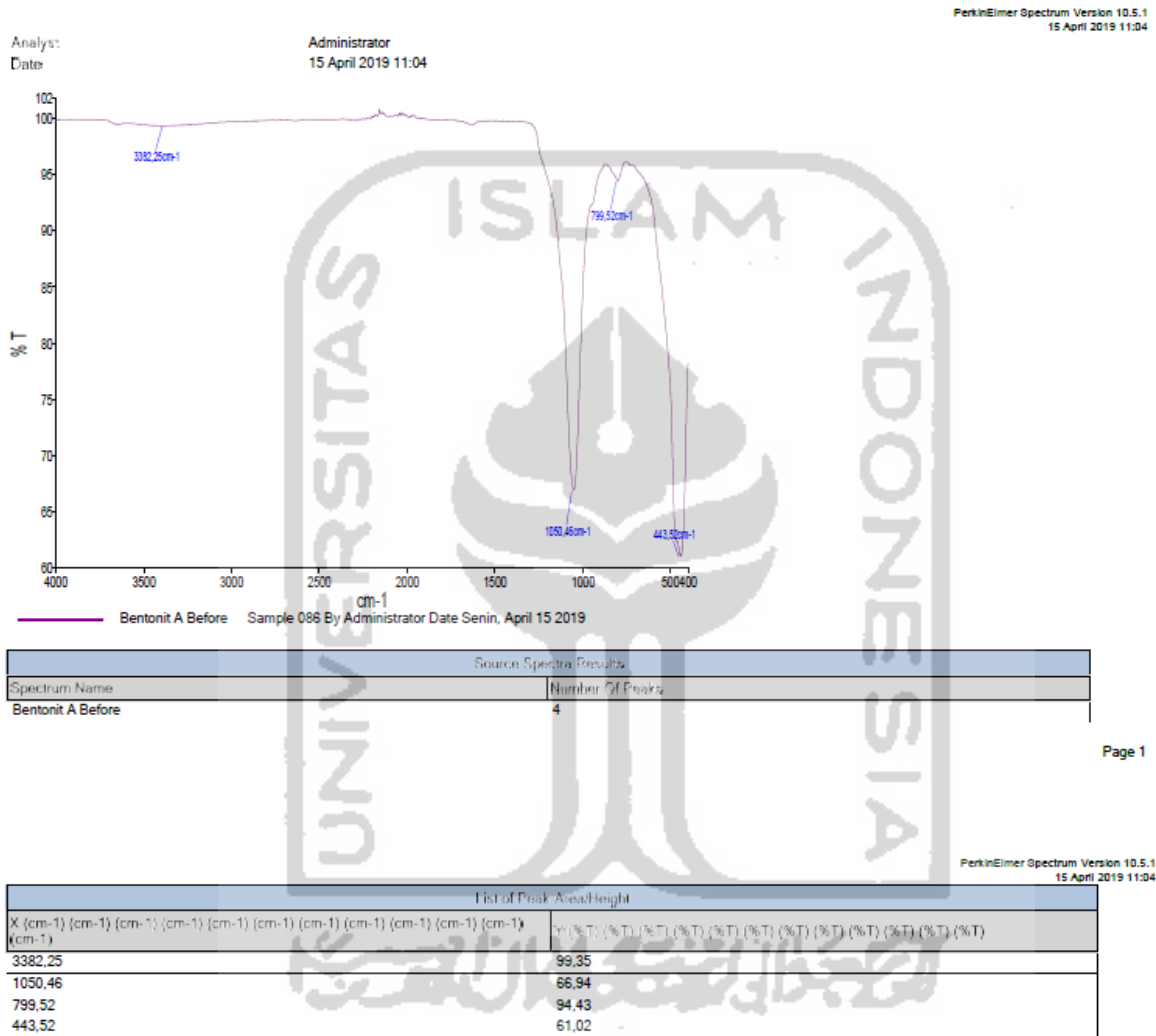 PerkinElmer Spectrum Version 10.5.1
15 April 2019 11:04
Analyst Administrator
Date 15 April 2019 11:04
102
100
95
90
85
80
75
70
65
60
%T
3382,25cm-1
799,52cm-1
1050,46cm-1
443,52cm-1
4000 3500 3000 2500 2000 1500 1000 500400
cm-1
Bentonit A Before Sample 086 By Administrator Date Senin, April 15 2019
Source Spectra Results
Spectrum Name Number Of Peaks
Bentonit A Before 4
Page 1
UNIVERSITAS ISLAM INDONESIA
PerkinElmer Spectrum Version 10.5.1
15 April 2019 11:04
List of Peak Area/Height
X (cm-1) (cm-1) (cm-1) (cm-1) (cm-1) (cm-1) (cm-1) (cm-1) (cm-1) (cm-1) (cm-1) Y (%T) (%T) (%T) (%T) (%T) (%T) (%T) (%T) (%T) (%T) (%T) (%T)
(cm-1)
3382,25 99,35
1050,46 66,94
799,52 94,43
443,52 61,02